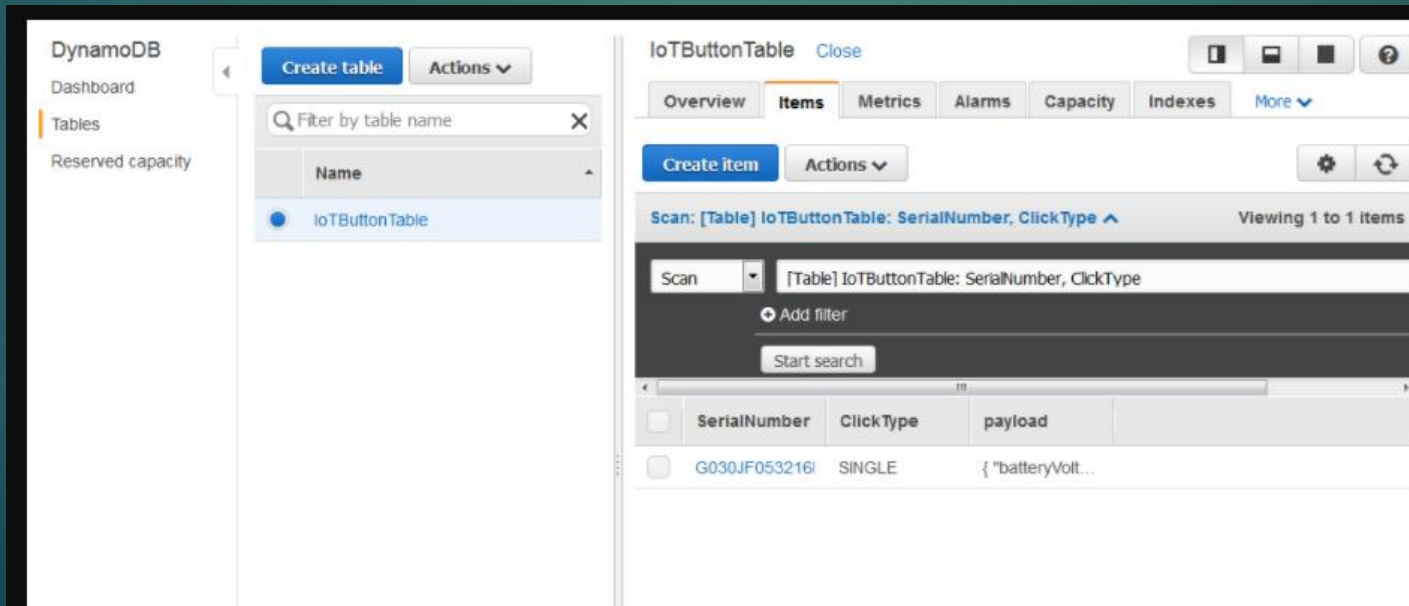 DynamoDB
Dashboard
Tables
Reserved capacity
Create table Actions
Filter by table name
Name
IoTButtonTable
IoTButtonTable Close
Overview Items Metrics Alarms Capacity Indexes More
Create item Actions
Scan: [Table] IoTButtonTable: SerialNumber, ClickType Viewing 1 to 1 items
Scan [Table] IoTButtonTable: SerialNumber, ClickType
Add filter
Start search
SerialNumber ClickType payload
G030JF053216 SINGLE { "batteryVolt...